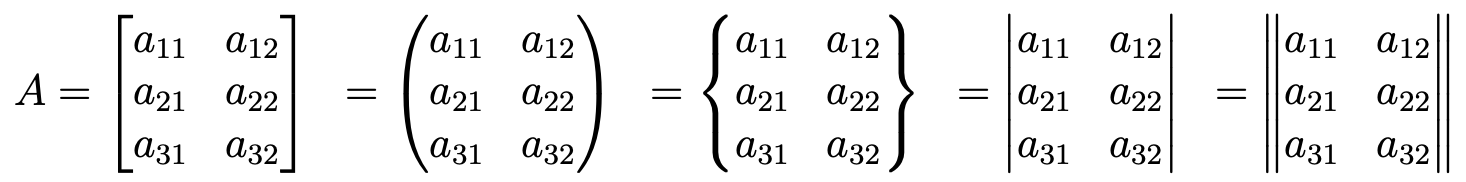 A = [a₁₁ a₁₂ = (a₁₁ a₁₂) = {a₁₁ a₁₂} = |a₁₁ a₁₂| = ‖a₁₁ a₁₂‖
a₂₁ a₂₂ a₂₁ a₂₂ a₂₁ a₂₂ a₂₁ a₂₂ a₂₁ a₂₂
a₃₁ a₃₂] a₃₁ a₃₂ a₃₁ a₃₂ a₃₁ a₃₂ a₃₁ a₃₂